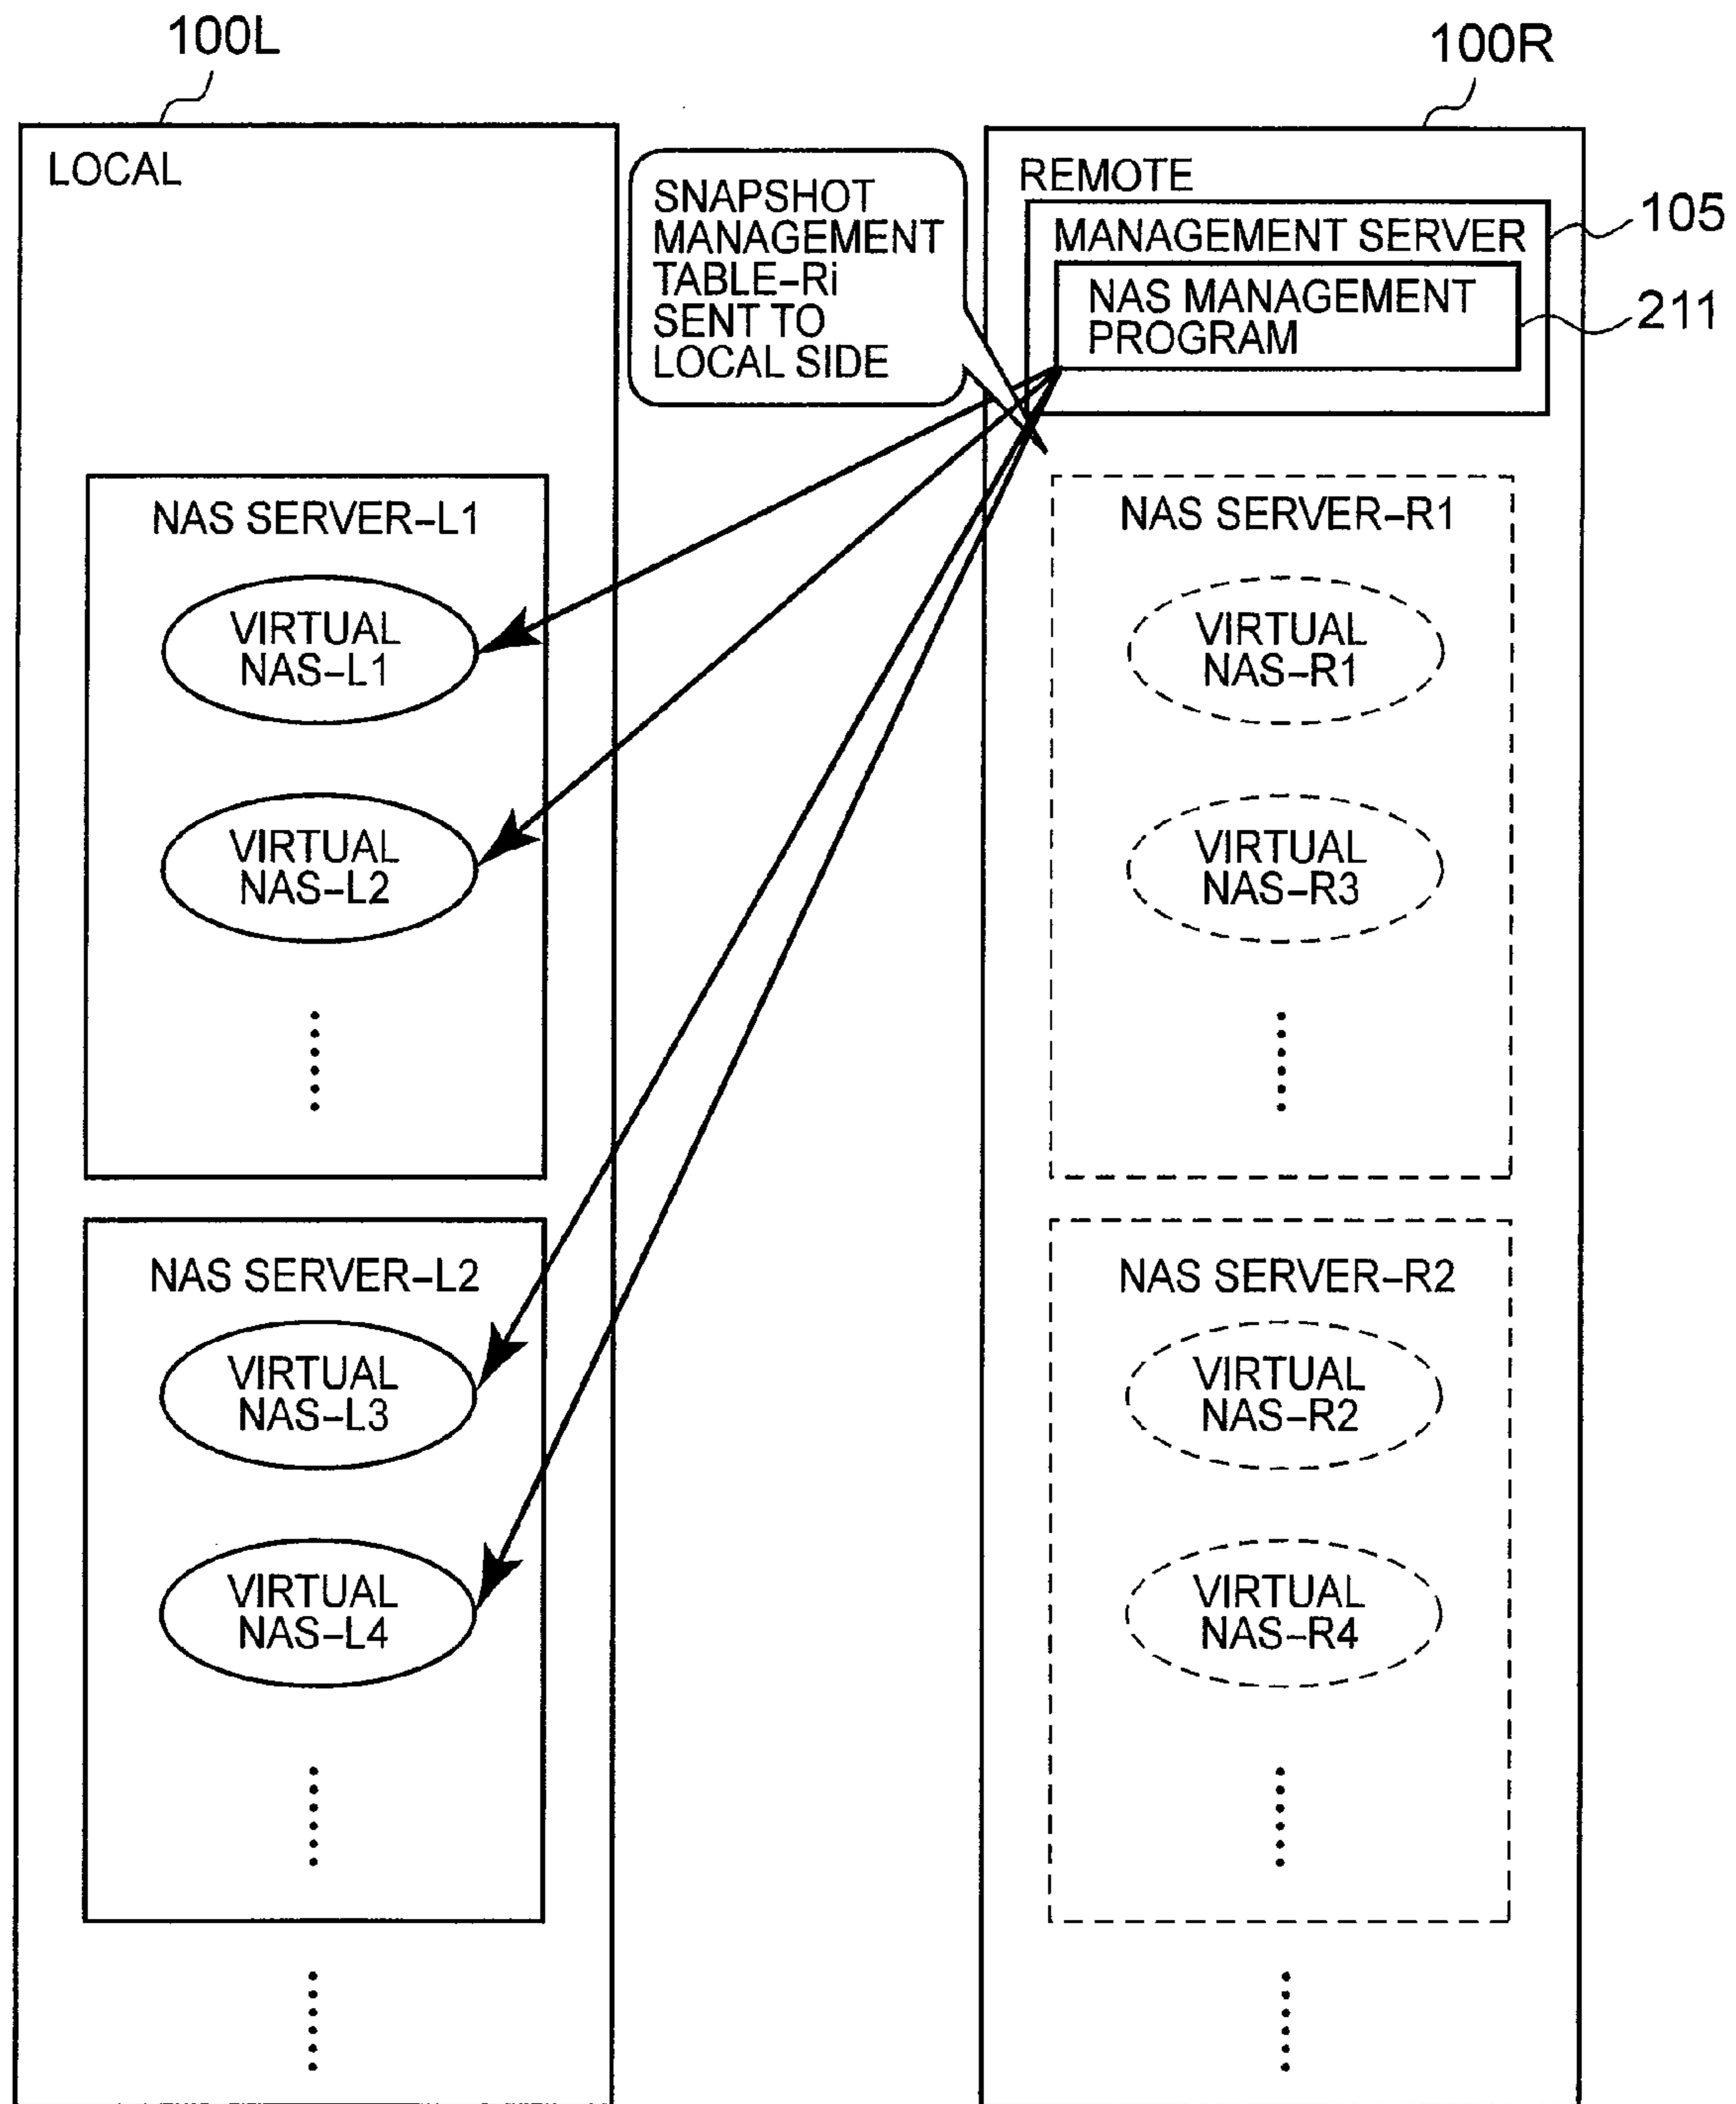 100L
100R
LOCAL
SNAPSHOT
MANAGEMENT
TABLE–Ri
SENT TO
LOCAL SIDE
REMOTE
MANAGEMENT SERVER
105
NAS MANAGEMENT
PROGRAM
211
NAS SERVER–L1
VIRTUAL
NAS–L1
VIRTUAL
NAS–L2
NAS SERVER–L2
VIRTUAL
NAS–L3
VIRTUAL
NAS–L4
NAS SERVER–R1
VIRTUAL
NAS–R1
VIRTUAL
NAS–R3
NAS SERVER–R2
VIRTUAL
NAS–R2
VIRTUAL
NAS–R4